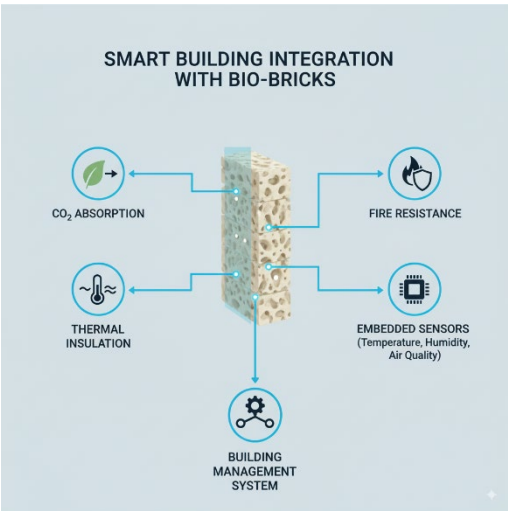 SMART BUILDING INTEGRATION
WITH BIO-BRICKS
CO₂ ABSORPTION
FIRE RESISTANCE
THERMAL
INSULATION
EMBEDDED SENSORS
(Temperature, Humidity,
Air Quality)
BUILDING
MANAGEMENT
SYSTEM